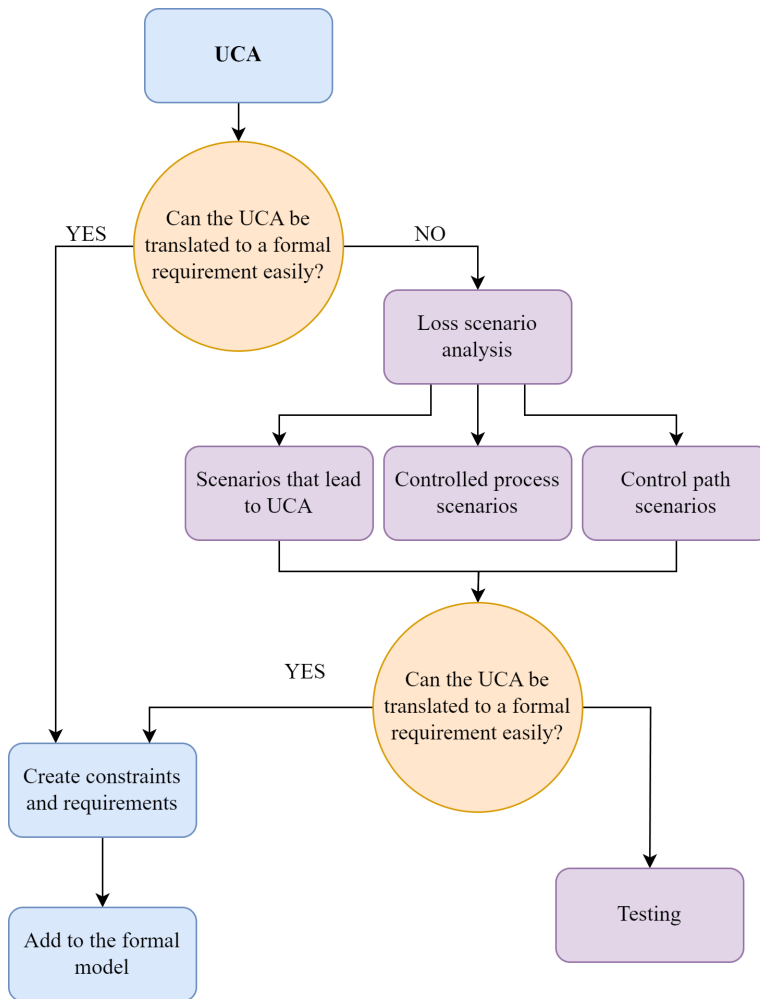 UCA
Can the UCA be
translated to a formal
requirement easily?
YES
NO
Loss scenario
analysis
Scenarios that lead
to UCA
Controlled process
scenarios
Control path
scenarios
Can the UCA be
translated to a formal
requirement easily?
YES
Create constraints
and requirements
Testing
Add to the formal
model